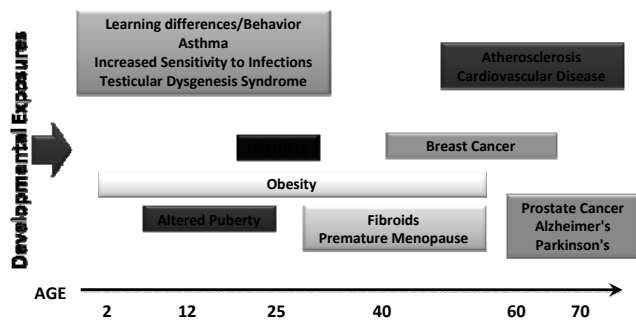 Developmental Exposures
Learning differences/Behavior
Asthma
Increased Sensitivity to Infections
Testicular Dysgenesis Syndrome
Atherosclerosis
Cardiovascular Disease
Infertility
Breast Cancer
Obesity
Altered Puberty
Fibroids
Premature Menopause
Prostate Cancer
Alzheimer's
Parkinson's
AGE
2 12 25 40 60 70